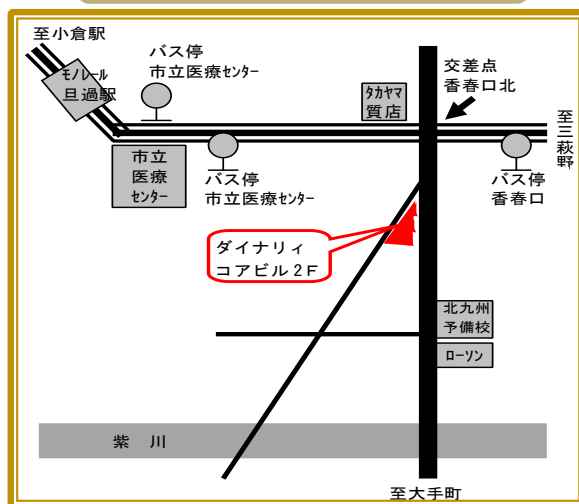 至小倉駅
バス停
市立医療センター
モノレール
旦過駅
タカヤマ
質店
交差点
香春口北
至三萩野
市立
医療
センター
バス停
市立医療センター
バス停
香春口
ダイナリィ
コアビル2F
北九州
予備校
ローソン
紫 川
至大手町